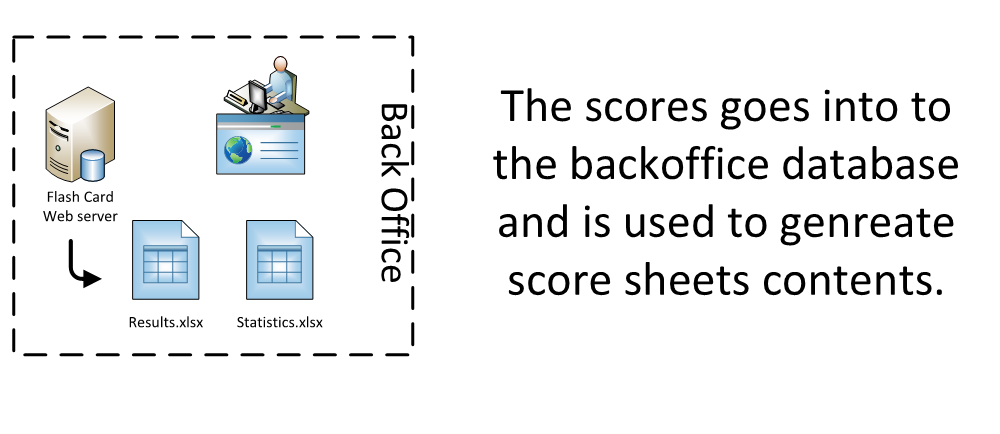 Back Office
Flash Card
Web server
Results.xlsx
Statistics.xlsx
The scores goes into to
the backoffice database
and is used to genreate
score sheets contents.